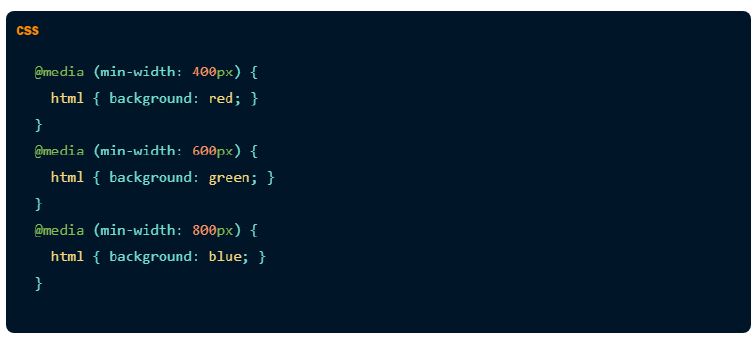 css
@media (min-width: 400px) {
  html { background: red; }
}
@media (min-width: 600px) {
  html { background: green; }
}
@media (min-width: 800px) {
  html { background: blue; }
}